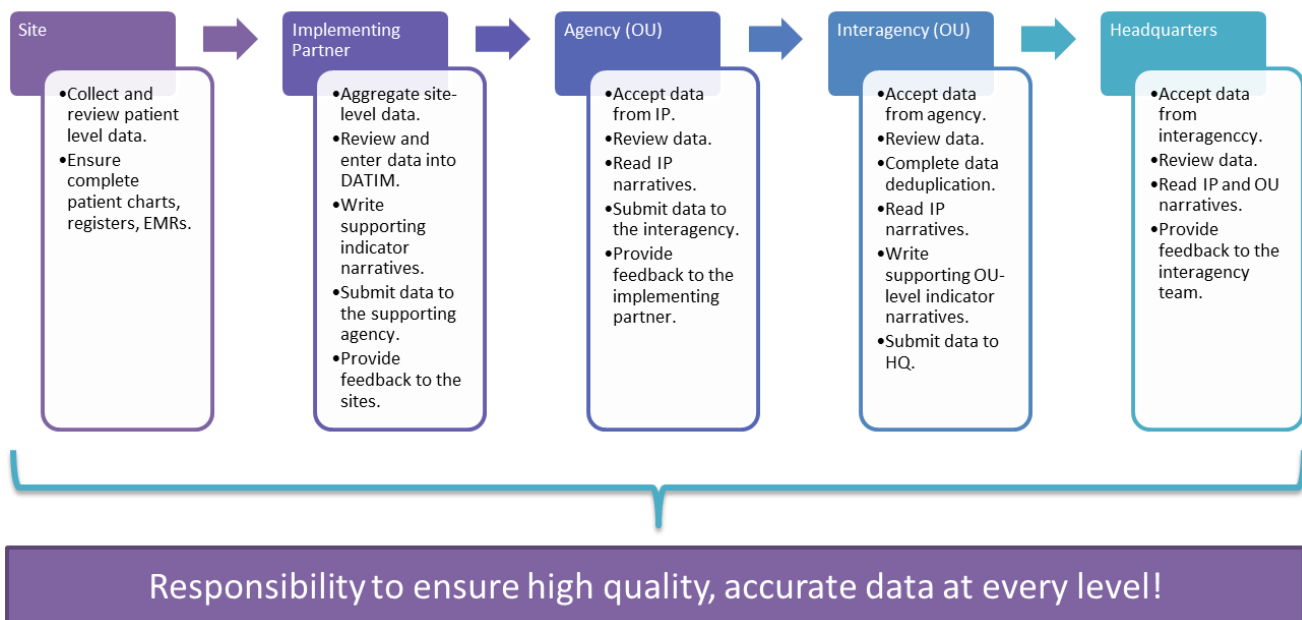 Site
•Collect and
review patient
level data.
•Ensure
complete
patient charts,
registers, EMRs.
Implementing
Partner
•Aggregate site-
level data.
•Review and
enter data into
DATIM.
•Write
supporting
indicator
narratives.
•Submit data to
the supporting
agency.
•Provide
feedback to the
sites.
Agency (OU)
•Accept data
from IP.
•Review data.
•Read IP
narratives.
•Submit data to
the interagency.
•Provide
feedback to the
implementing
partner.
Interagency (OU)
•Accept data
from agency.
•Review data.
•Complete data
deduplication.
•Read IP
narratives.
•Write
supporting OU-
level indicator
narratives.
•Submit data to
HQ.
Headquarters
•Accept data
from
interagenccy.
•Review data.
•Read IP and OU
narratives.
•Provide
feedback to the
interagency
team.
Responsibility to ensure high quality, accurate data at every level!